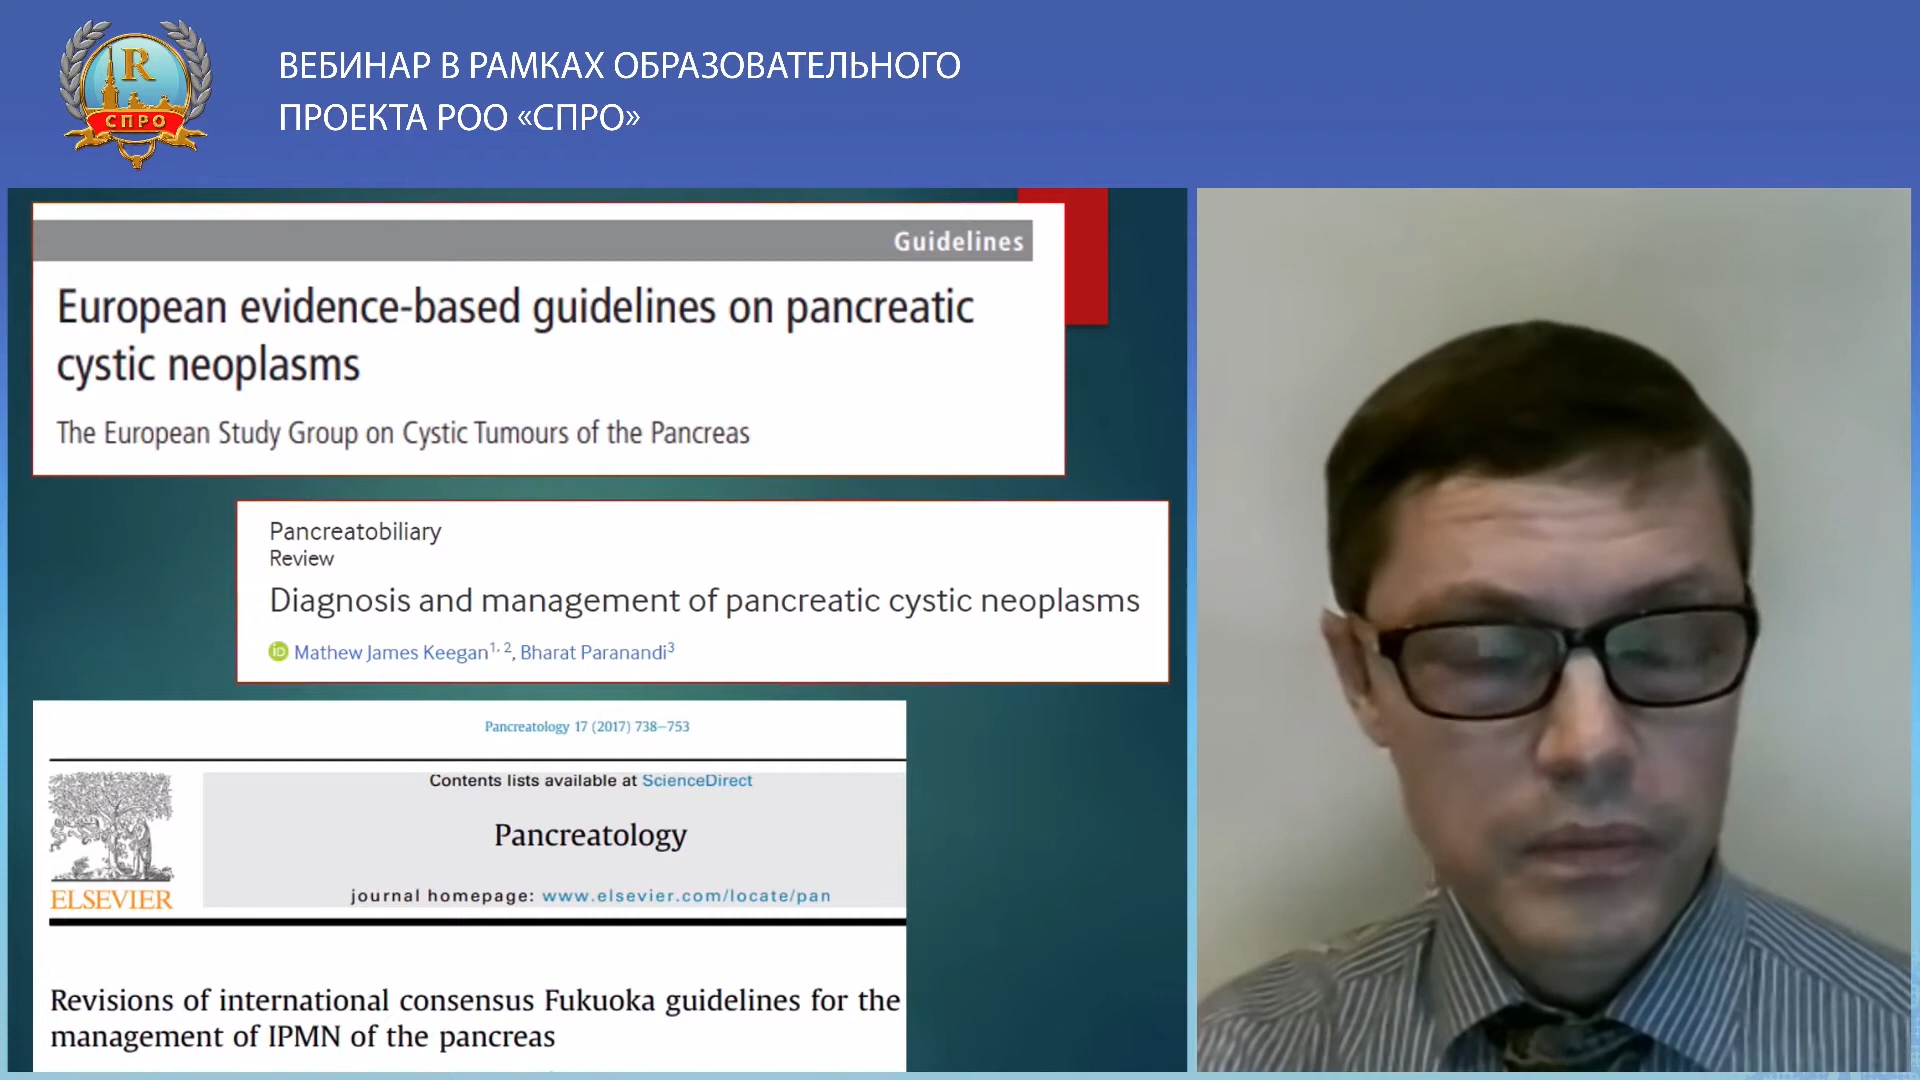 R
СПРО
ВЕБИНАР В РАМКАХ ОБРАЗОВАТЕЛЬНОГО
ПРОЕКТА РОО «СПРО»
Guidelines
European evidence-based guidelines on pancreatic
cystic neoplasms
The European Study Group on Cystic Tumours of the Pancreas
Pancreatobiliary
Review
Diagnosis and management of pancreatic cystic neoplasms
iD Mathew James Keegan1, 2, Bharat Paranandi3
Pancreatology 17 (2017) 738–753
Contents lists available at ScienceDirect
Pancreatology
journal homepage: www.elsevier.com/locate/pan
ELSEVIER
Revisions of international consensus Fukuoka guidelines for the
management of IPMN of the pancreas